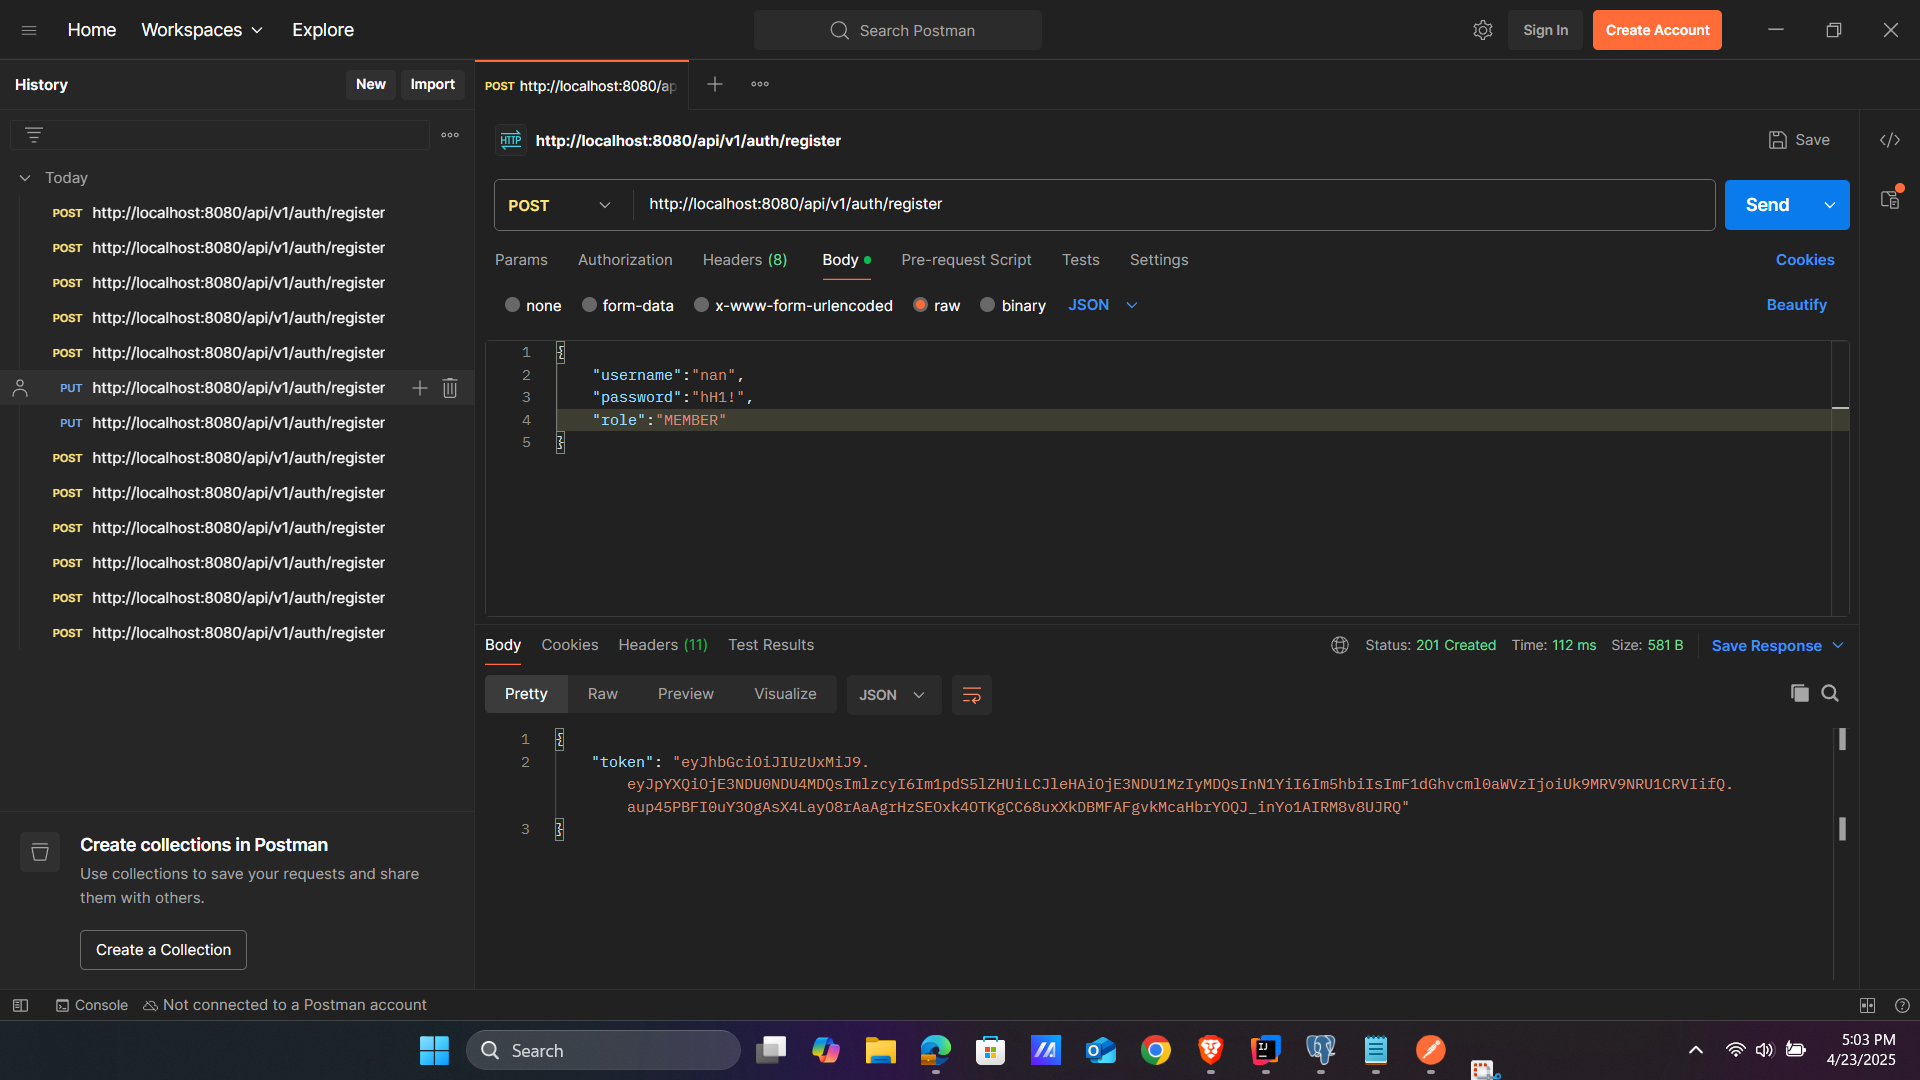 Home Workspaces Explore
Search Postman
Sign In Create Account
History New Import
POST http://localhost:8080/ap
HTTP http://localhost:8080/api/v1/auth/register
Save
Today
POST http://localhost:8080/api/v1/auth/register
POST http://localhost:8080/api/v1/auth/register
POST http://localhost:8080/api/v1/auth/register
POST http://localhost:8080/api/v1/auth/register
POST http://localhost:8080/api/v1/auth/register
PUT http://localhost:8080/api/v1/auth/register
PUT http://localhost:8080/api/v1/auth/register
POST http://localhost:8080/api/v1/auth/register
POST http://localhost:8080/api/v1/auth/register
POST http://localhost:8080/api/v1/auth/register
POST http://localhost:8080/api/v1/auth/register
POST http://localhost:8080/api/v1/auth/register
POST http://localhost:8080/api/v1/auth/register
Create collections in Postman
Use collections to save your requests and share
them with others.
Create a Collection
POST http://localhost:8080/api/v1/auth/register
Send
Params Authorization Headers (8) Body Pre-request Script Tests Settings Cookies
none form-data x-www-form-urlencoded raw binary JSON Beautify
1 {
2 "username":"nan",
3 "password":"hH1!",
4 "role":"MEMBER"
5 }
Body Cookies Headers (11) Test Results
Status: 201 Created Time: 112 ms Size: 581 B Save Response
Pretty Raw Preview Visualize JSON
1 {
2 "token": "eyJhbGciOiJIUzUxMiJ9.
eyJpYXQiOjE3NDU0NDU4MDQsImlzcyI6Im1pdS5lZHUiLCJleHAiOjE3NDU1MzIyMDQsInN1YiI6Im5hbiIsImF1dGhvcml0aWVzIjoiUk9MRV9NRU1CRVIifQ.
aup45PBFI0uY3OgAsX4LayO8rAaAgrHzSEOxk4OTKgCC68uxXkDBMFAFgvkMcaHbrYOQJ_inYo1AIRM8v8UJRQ"
3 }
Console Not connected to a Postman account
Search
5:03 PM
4/23/2025